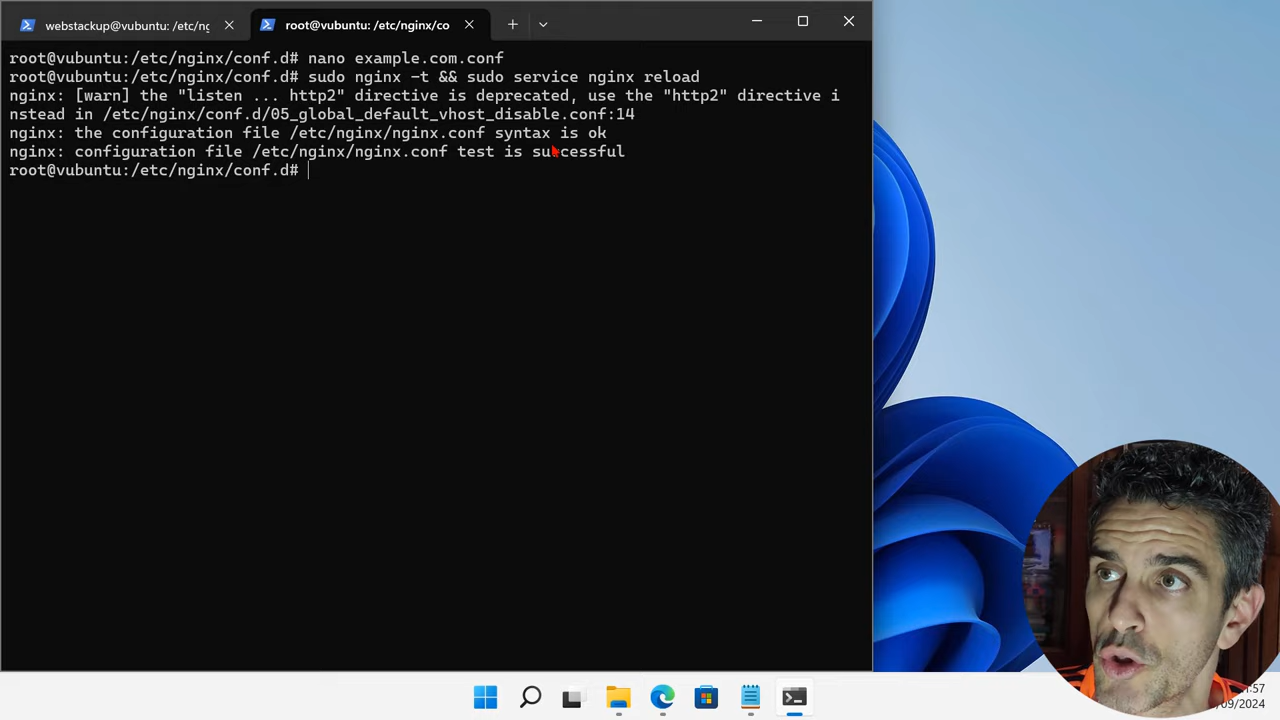 webstackup@vubuntu: /etc/ng
root@vubuntu: /etc/nginx/co
root@vubuntu:/etc/nginx/conf.d# nano example.com.conf
root@vubuntu:/etc/nginx/conf.d# sudo nginx -t && sudo service nginx reload
nginx: [warn] the "listen ... http2" directive is deprecated, use the "http2" directive i
nstead in /etc/nginx/conf.d/05_global_default_vhost_disable.conf:14
nginx: the configuration file /etc/nginx/nginx.conf syntax is ok
nginx: configuration file /etc/nginx/nginx.conf test is successful
root@vubuntu:/etc/nginx/conf.d#
:57
/09/2024